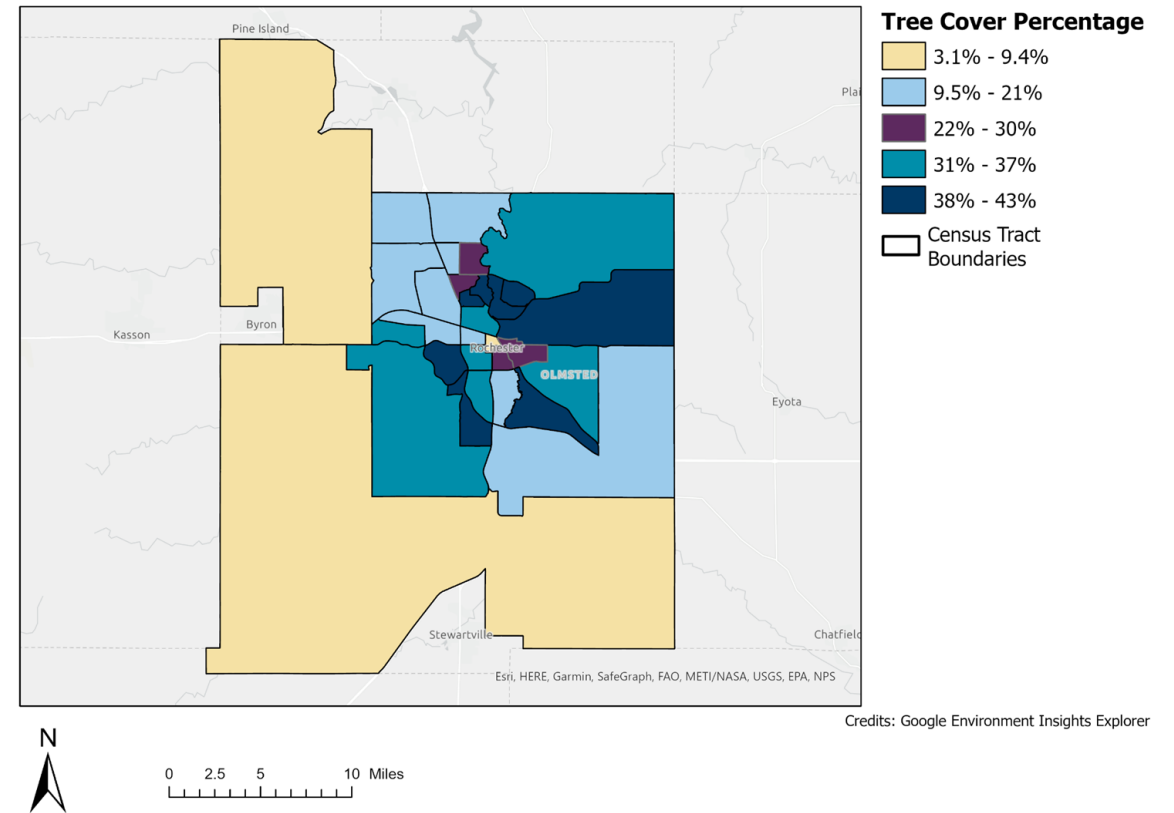 Tree Cover Percentage
3.1% - 9.4%
9.5% - 21%
22% - 30%
31% - 37%
38% - 43%
Census Tract
Boundaries
Pine Island
Plai
Kasson
Byron
Rochester
OLMSTED
Eyota
Stewartville
Chatfield
Esri, HERE, Garmin, SafeGraph, FAO, METI/NASA, USGS, EPA, NPS
Credits: Google Environment Insights Explorer
N
0 2.5 5 10 Miles